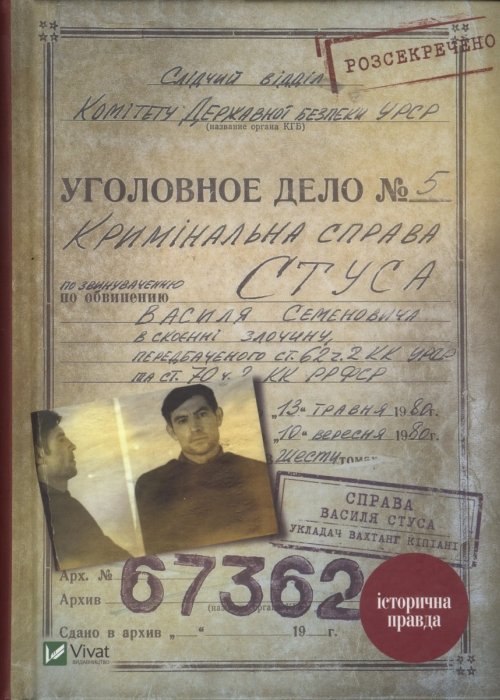 РОЗСЕКРЕЧЕНО
Слідчий відділ
Комітету Державної безпеки УРСР
(название органа КГБ)
УГОЛОВНОЕ ДЕЛО № 5
Кримінальна справа
Стуса
по звинуваченню
по обвинению
Василя Семеновича
в скоєнні злочину,
передбаченого ст. 62 ч. 2 КК УРСР
та ст. 70 ч. 2 КК РРФСР
„13“ травня 1980 г.
„10“ вересня 1980 г.
в шести томах
СПРАВА
ВАСИЛЯ СТУСА
УКЛАДАЧ ВАХТАНГ КІПІАНІ
Арх. №
67362
Архив
Сдано в архив „ “ 19 г.
історична
правда
Vivat
ВИДАВНИЦТВО